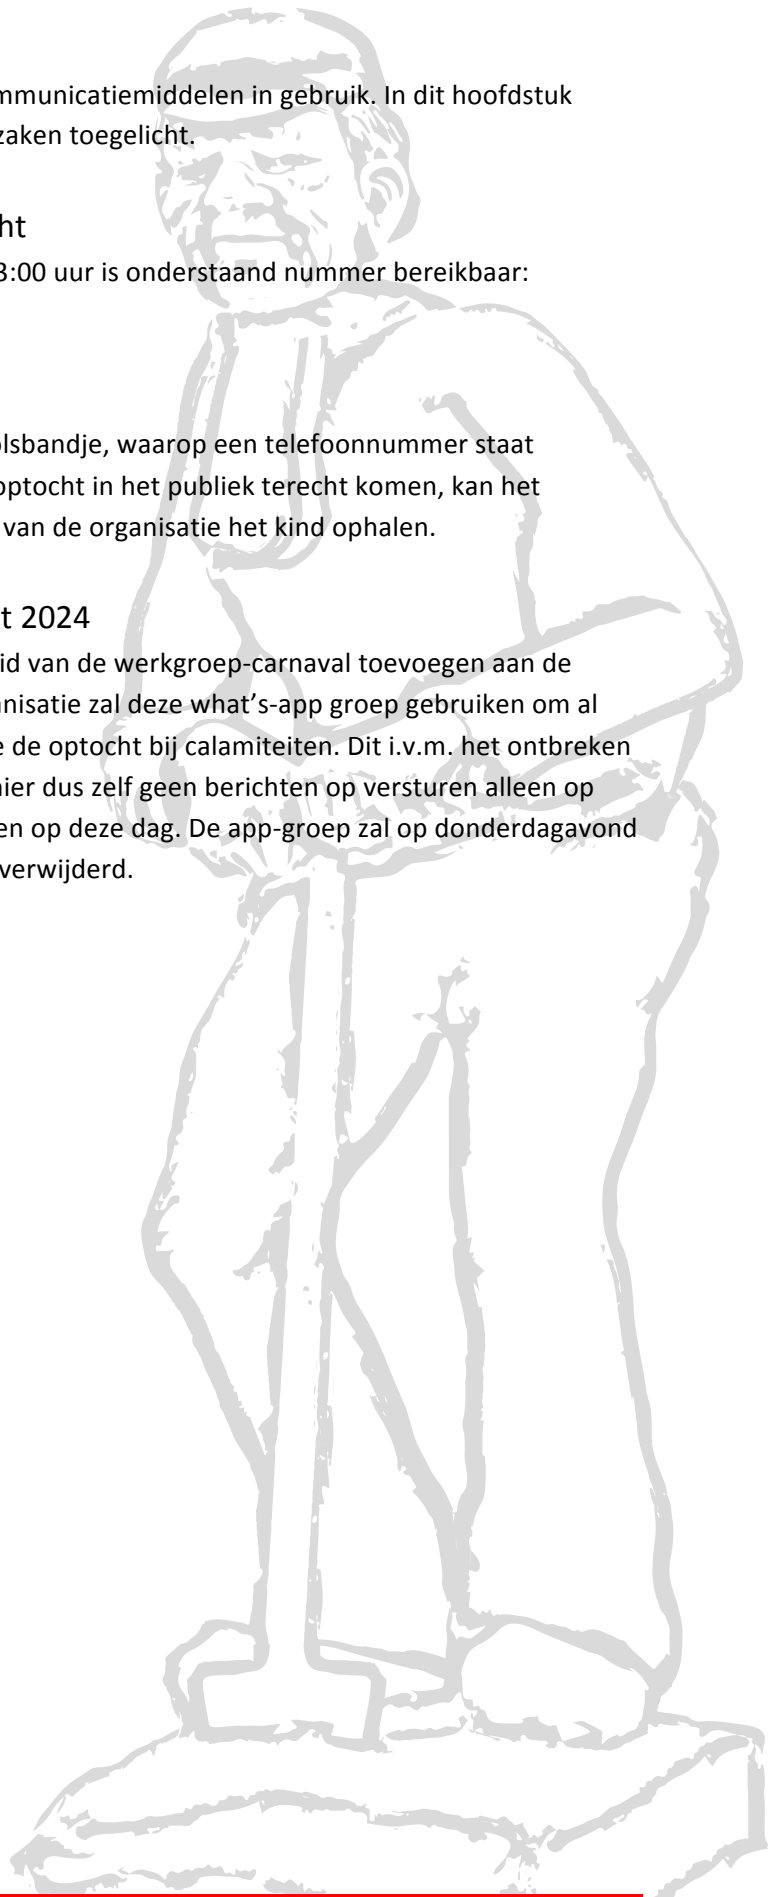 mmunicatiemiddelen in gebruik. In dit hoofdstuk
zaken toegelicht.
ht
3:00 uur is onderstaand nummer bereikbaar:
olsbandje, waarop een telefoonnummer staat
optocht in het publiek terecht komen, kan het
van de organisatie het kind ophalen.
t 2024
id van de werkgroep-carnaval toevoegen aan de
anisatie zal deze what’s-app groep gebruiken om al
e de optocht bij calamiteiten. Dit i.v.m. het ontbreken
hier dus zelf geen berichten op versturen alleen op
en op deze dag. De app-groep zal op donderdagavond
verwijderd.